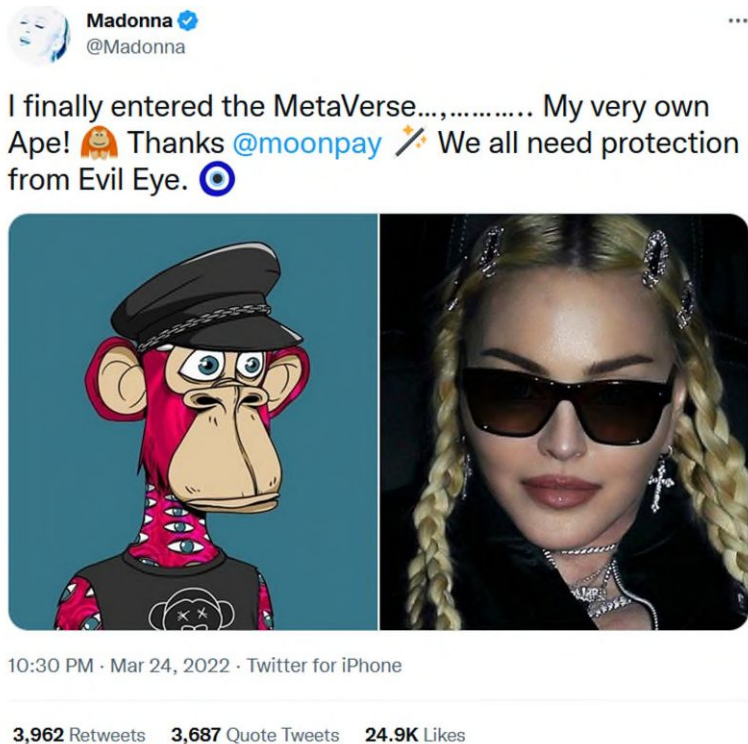 Madonna
@Madonna
I finally entered the MetaVerse...,.......... My very own
Ape! 🦧 Thanks @moonpay 🪄 We all need protection
from Evil Eye. 🧿
10:30 PM · Mar 24, 2022 · Twitter for iPhone
3,962 Retweets 3,687 Quote Tweets 24.9K Likes